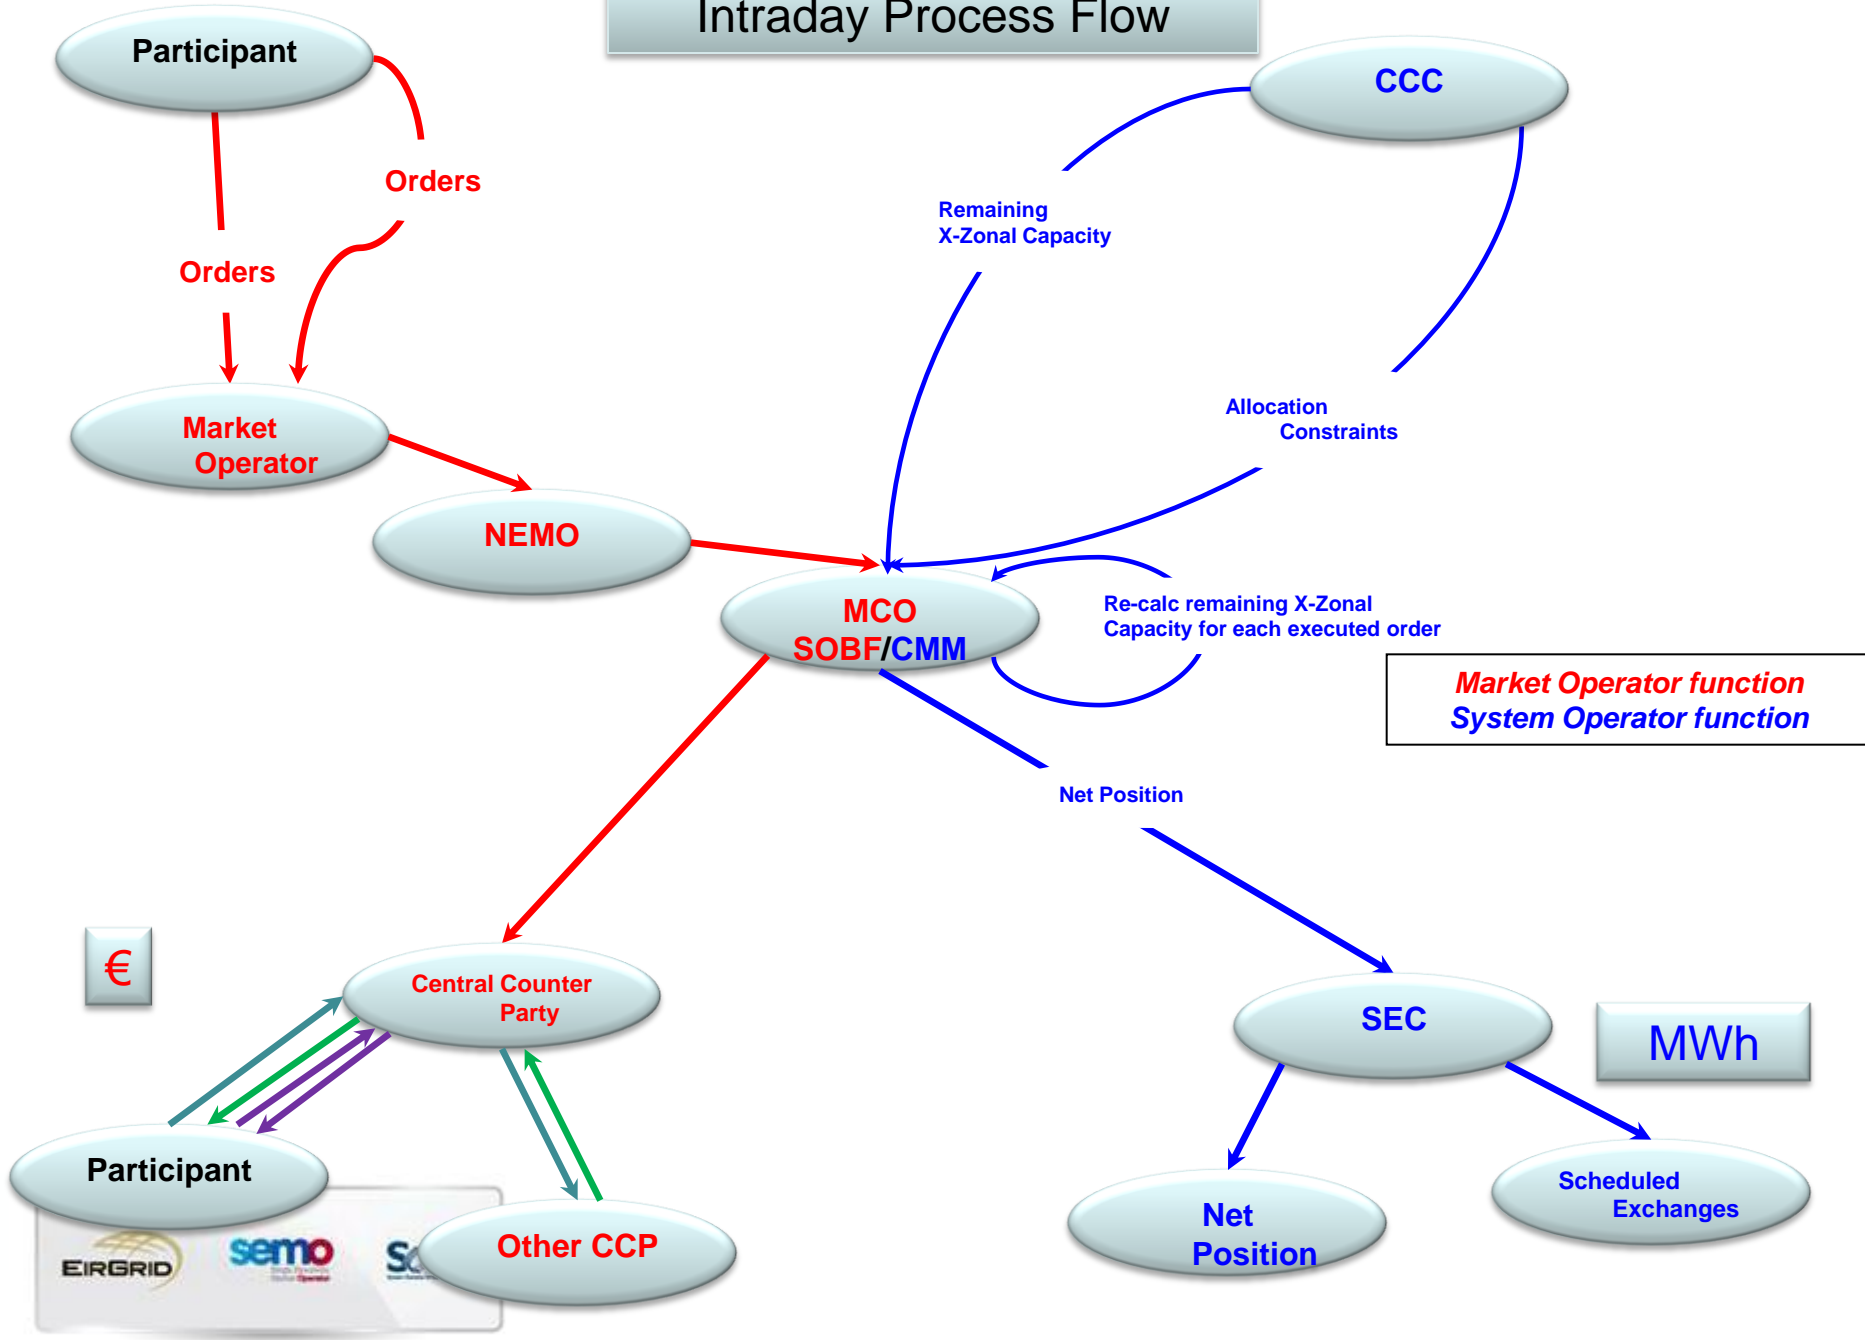 Intraday Process Flow
Participant
CCC
Orders
Remaining
X-Zonal Capacity
Orders
Allocation
Constraints
Market
Operator
NEMO
MCO
SOBF/CMM
Re-calc remaining X-Zonal
Capacity for each executed order
Market Operator function
System Operator function
Net Position
€
Central Counter
Party
SEC
MWh
Participant
Scheduled
Exchanges
Net
Position
Other CCP
EIRGRID
semo